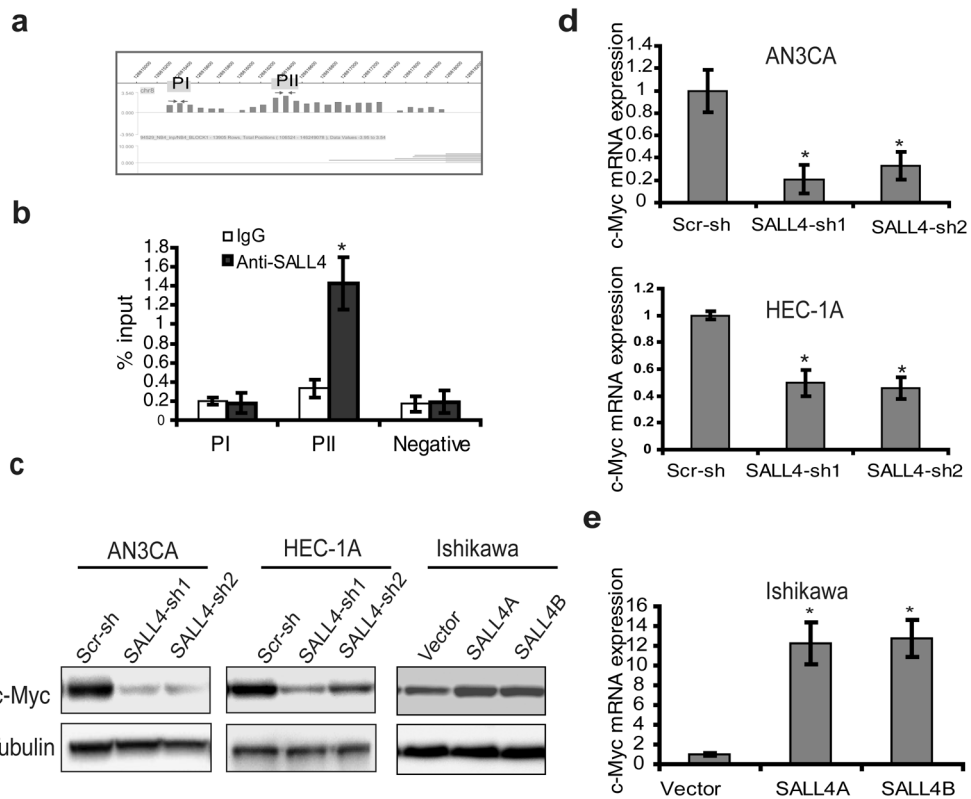 a
PI
PII
chr8
b
IgG
Anti-SALL4
*
% input
1.8
1.6
1.4
1.2
1
0.8
0.6
0.4
0.2
0
PI
PII
Negative
c
AN3CA
HEC-1A
Ishikawa
Scr-sh
SALL4-sh1
SALL4-sh2
Scr-sh
SALL4-sh1
SALL4-sh2
Vector
SALL4A
SALL4B
c-Myc
Tubulin
d
AN3CA
c-Myc mRNA expression
1.4
1.2
1
0.8
0.6
0.4
0.2
0
*
*
Scr-sh
SALL4-sh1
SALL4-sh2
HEC-1A
c-Myc mRNA expression
1.2
1
0.8
0.6
0.4
0.2
0
*
*
Scr-sh
SALL4-sh1
SALL4-sh2
e
Ishikawa
c-Myc mRNA expression
16
14
12
10
8
6
4
2
0
*
*
Vector
SALL4A
SALL4B